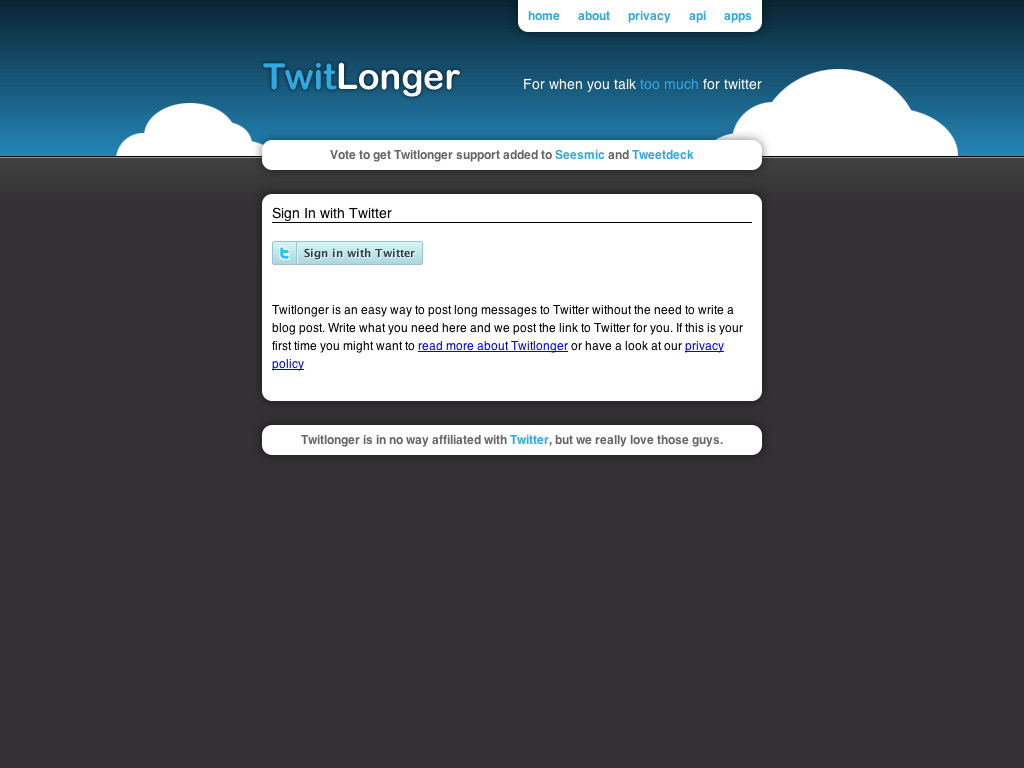 home about privacy api apps
TwitLonger
For when you talk too much for twitter
Vote to get Twitlonger support added to Seesmic and Tweetdeck
Sign In with Twitter
Sign in with Twitter
Twitlonger is an easy way to post long messages to Twitter without the need to write a
blog post. Write what you need here and we post the link to Twitter for you. If this is your
first time you might want to read more about Twitlonger or have a look at our privacy
policy
Twitlonger is in no way affiliated with Twitter, but we really love those guys.